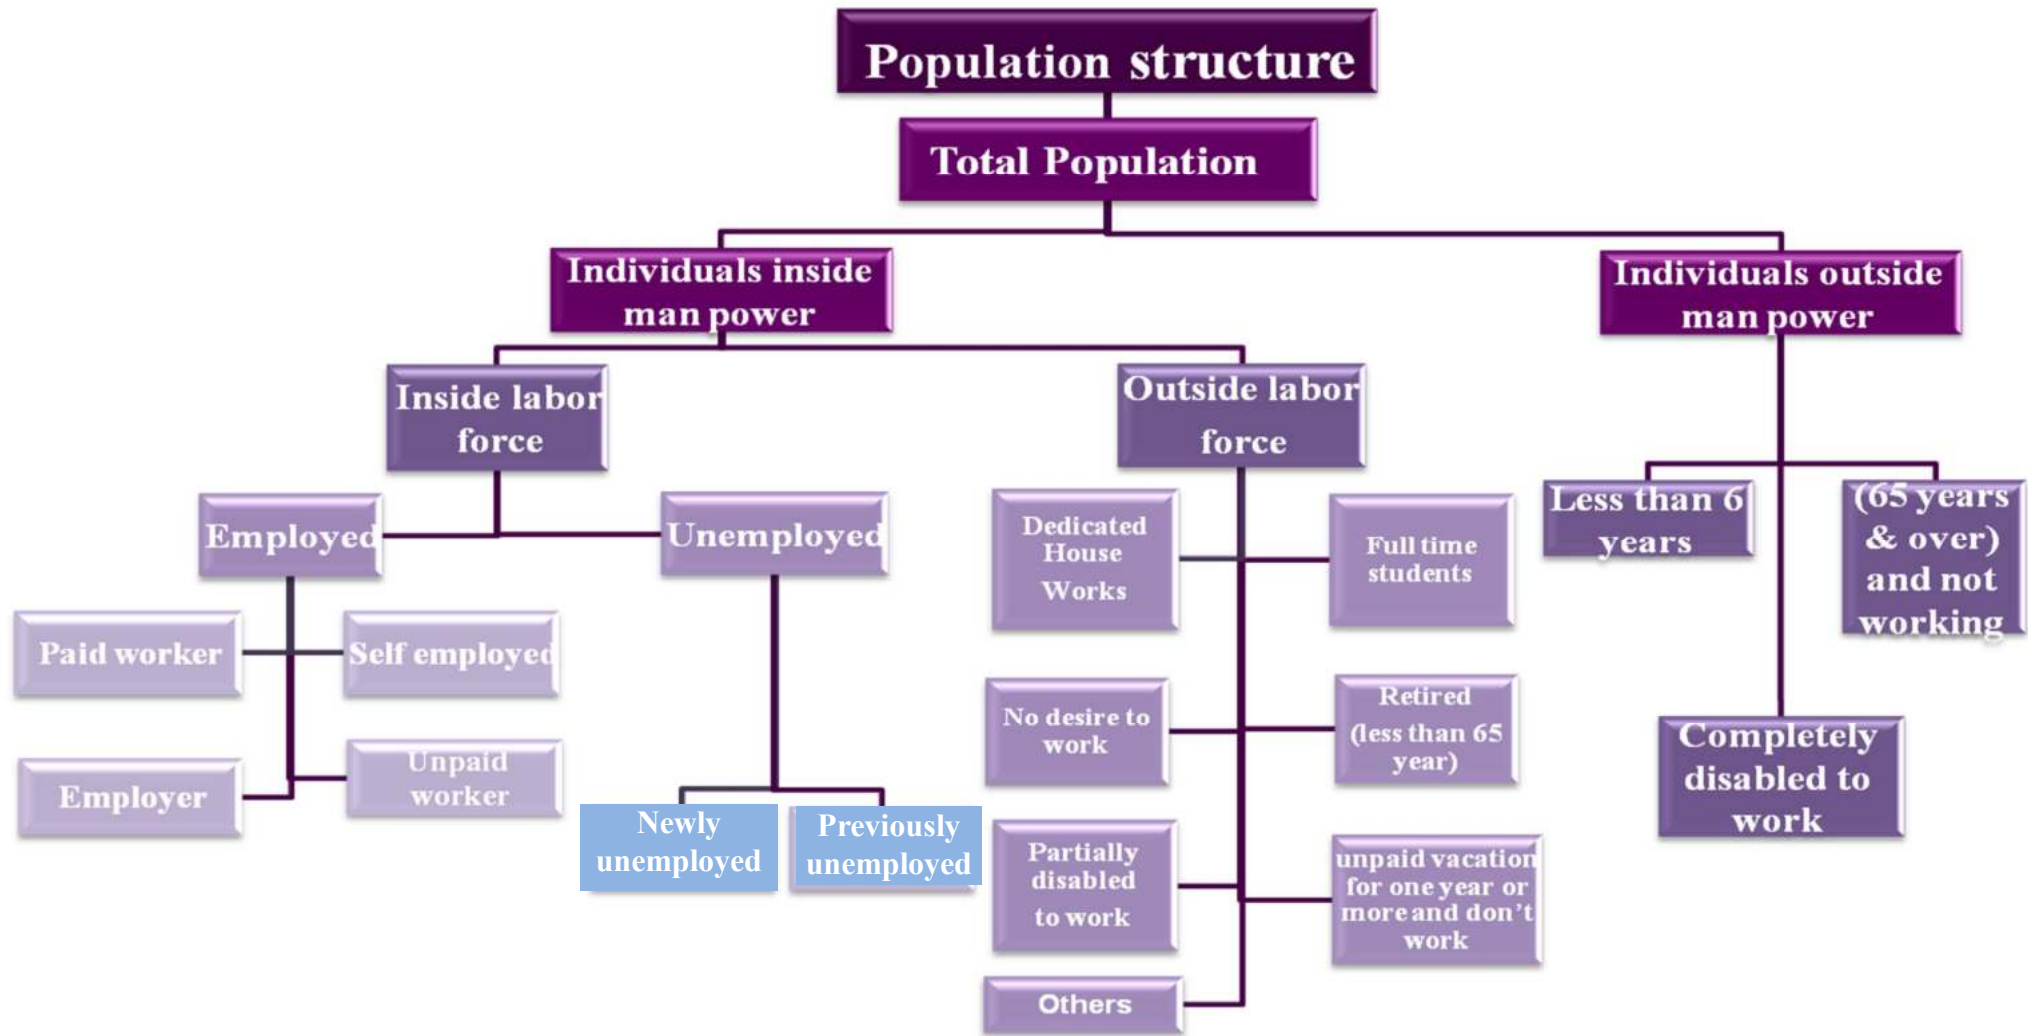 Population structure
Total Population
Individuals inside
man power
Individuals outside
man power
Inside labor
force
Outside labor
force
Employed
Unemployed
Paid worker
Self employed
Employer
Unpaid
worker
Newly
unemployed
Previously
unemployed
Dedicated
House
Works
Full time
students
No desire to
work
Retired
(less than 65
year)
Partially
disabled
to work
unpaid vacation
for one year or
more and don't
work
Others
Less than 6
years
(65 years
& over)
and not
working
Completely
disabled to
work